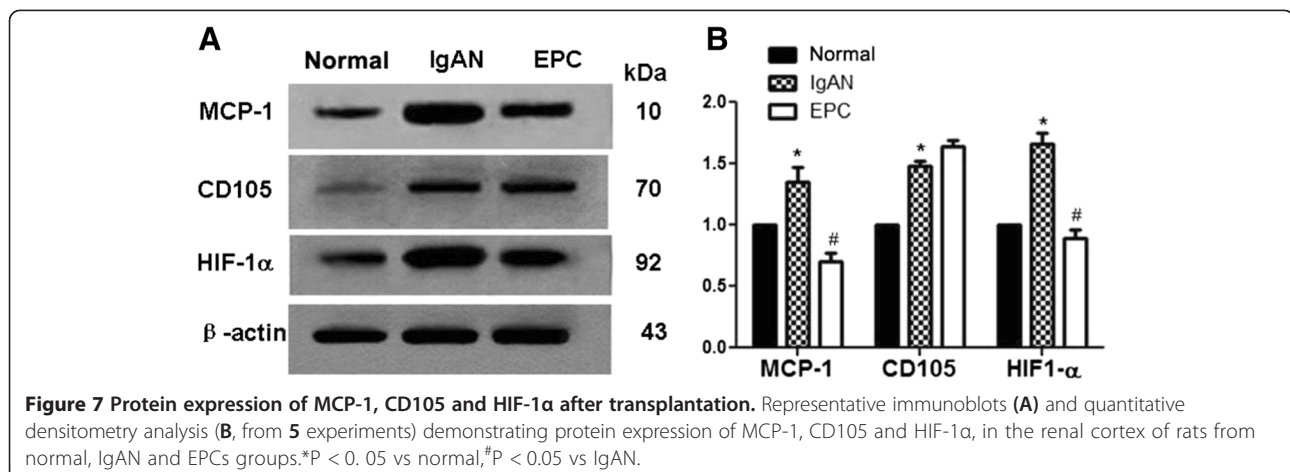 A
Normal IgAN EPC kDa
MCP-1 10
CD105 70
HIF-1α 92
β-actin 43
B
Normal
IgAN
EPC
2.0
1.5
1.0
0.5
0.0
* # * * #
MCP-1 CD105 HIF1-α
Figure 7 Protein expression of MCP-1, CD105 and HIF-1α after transplantation. Representative immunoblots (A) and quantitative
densitometry analysis (B, from 5 experiments) demonstrating protein expression of MCP-1, CD105 and HIF-1α, in the renal cortex of rats from
normal, IgAN and EPCs groups.*P < 0. 05 vs normal,#P < 0.05 vs IgAN.